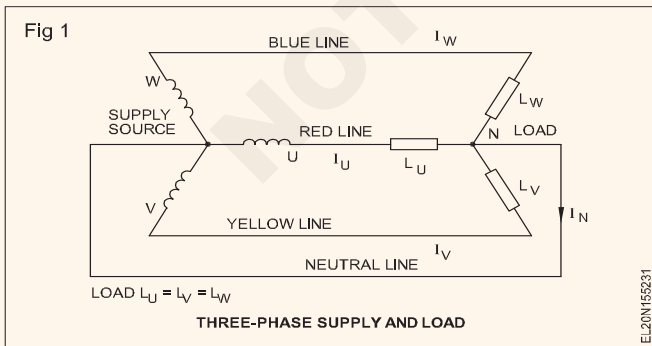 Fig 1
BLUE LINE
I_W
W
L_W
SUPPLY SOURCE
RED LINE
N
LOAD
U
I_U
L_U
V
L_V
I_N
YELLOW LINE
I_V
NEUTRAL LINE
LOAD L_U = L_V = L_W
THREE-PHASE SUPPLY AND LOAD
EL20N155231
NOT